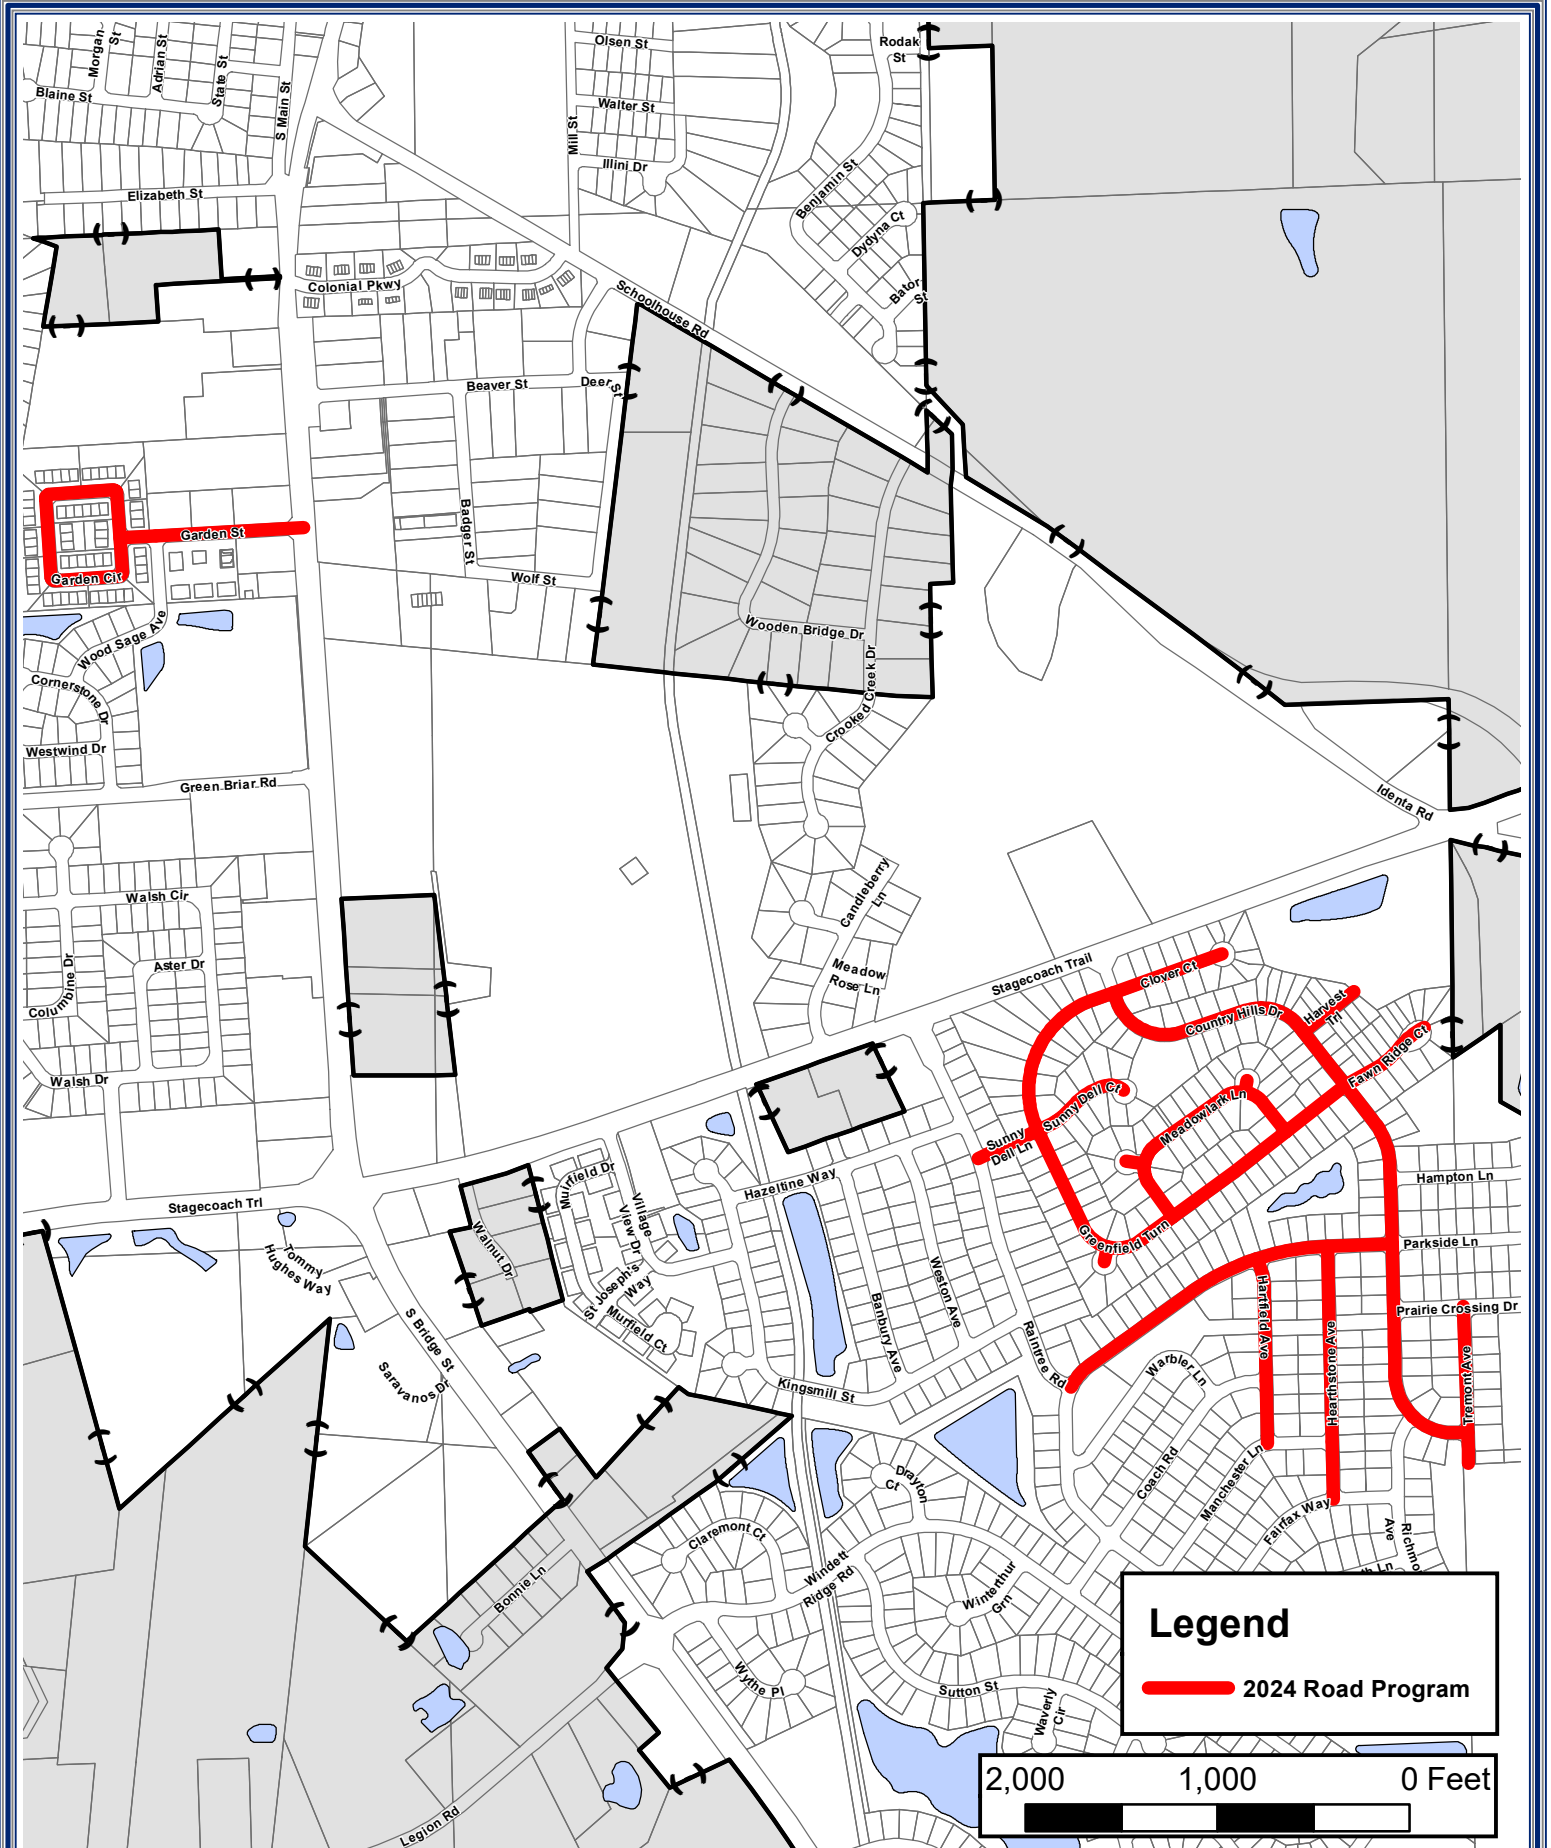 Morgan
St
Adrian St
State St
S Main St
Blaine St
Olsen St
Rodak
St
Walter St
Mill St
Illini Dr
Benjamin St
Elizabeth St
Dydyna Ct
Bator
St
Colonial Pkwy
Schoolhouse Rd
Beaver St
Deer St
Badger St
Garden St
Garden Cir
Wolf St
Wood Sage Ave
Wooden Bridge Dr
Crooked Creek Dr
Cornerstone Dr
Westwind Dr
Green Briar Rd
Identa Rd
Walsh Cir
Candleberry
Ln
Columbine Dr
Aster Dr
Meadow
Rose Ln
Stagecoach Trail
Clover Ct
Country Hills Dr
Harvest
Trl
Fawn Ridge Ct
Walsh Dr
Sunny Dell Ct
Meadowlark Ln
Sunny
Dell Ln
Hampton Ln
Muirfield Dr
Hazeltine Way
Stagecoach Trl
Village
View Dr
Walnut Dr
Greenfield Turn
Parkside Ln
Tommy
Hughes Way
St Joseph's
Way
Murfield Ct
Weston Ave
Banbury Ave
Hartfield Ave
Prairie Crossing Dr
S Bridge St
Raintree Rd
Hearthstone Ave
Tremont Ave
Saravanos Dr
Warbler Ln
Kingsmill St
Coach Rd
Manchester Ln
Drayton
Ct
Fairfax Way
Claremont Ct
Windett
Ridge Rd
Ave
Bonnie Ln
Winterthur
Grn
Wythe Pl
Sutton St
Waverly
Cir
Legion Rd
Legend
2024 Road Program
2,000 1,000 0 Feet